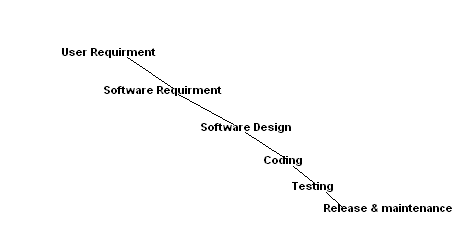 User Requirment
Software Requirment
Software Design
Coding
Testing
Release & maintenance